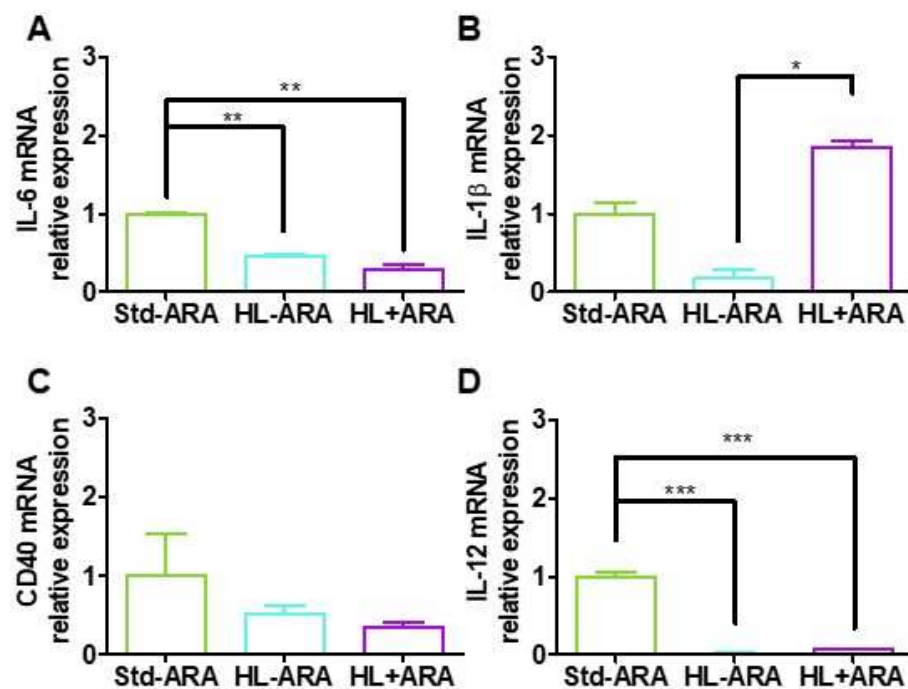 A
IL-6 mRNA
relative expression
3
2
1
0
**
**
Std-ARA HL-ARA HL+ARA
B
IL-1β mRNA
relative expression
3
2
1
0
*
Std-ARA HL-ARA HL+ARA
C
CD40 mRNA
relative expression
3
2
1
0
Std-ARA HL-ARA HL+ARA
D
IL-12 mRNA
relative expression
3
2
1
0
***
***
Std-ARA HL-ARA HL+ARA